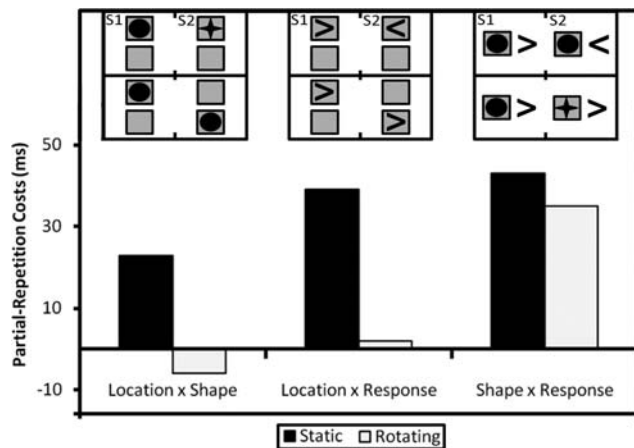 S1 S2 S1 S2 S1 S2
> < > <
> > > >
50
30
10
-10
Partial-Repetition Costs (ms)
Location x Shape Location x Response Shape x Response
Static Rotating